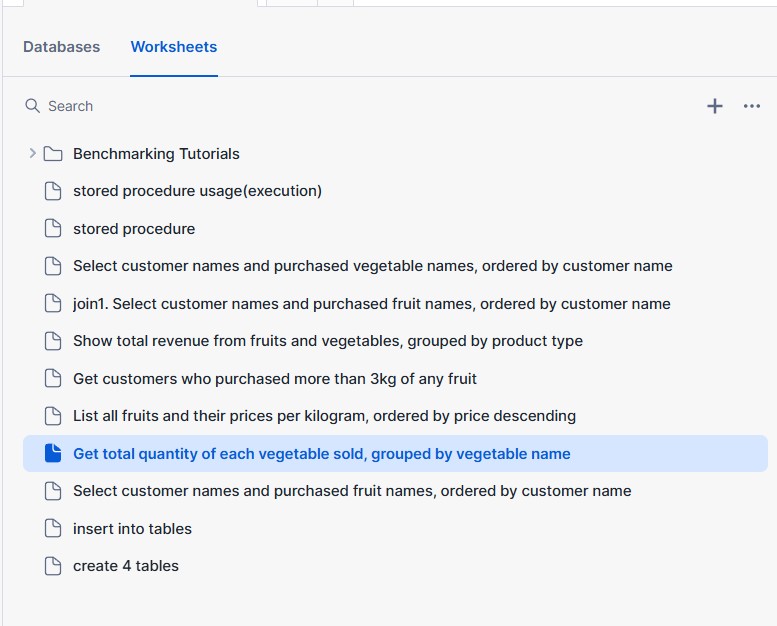 Databases Worksheets
Search
Benchmarking Tutorials
stored procedure usage(execution)
stored procedure
Select customer names and purchased vegetable names, ordered by customer name
join1. Select customer names and purchased fruit names, ordered by customer name
Show total revenue from fruits and vegetables, grouped by product type
Get customers who purchased more than 3kg of any fruit
List all fruits and their prices per kilogram, ordered by price descending
Get total quantity of each vegetable sold, grouped by vegetable name
Select customer names and purchased fruit names, ordered by customer name
insert into tables
create 4 tables